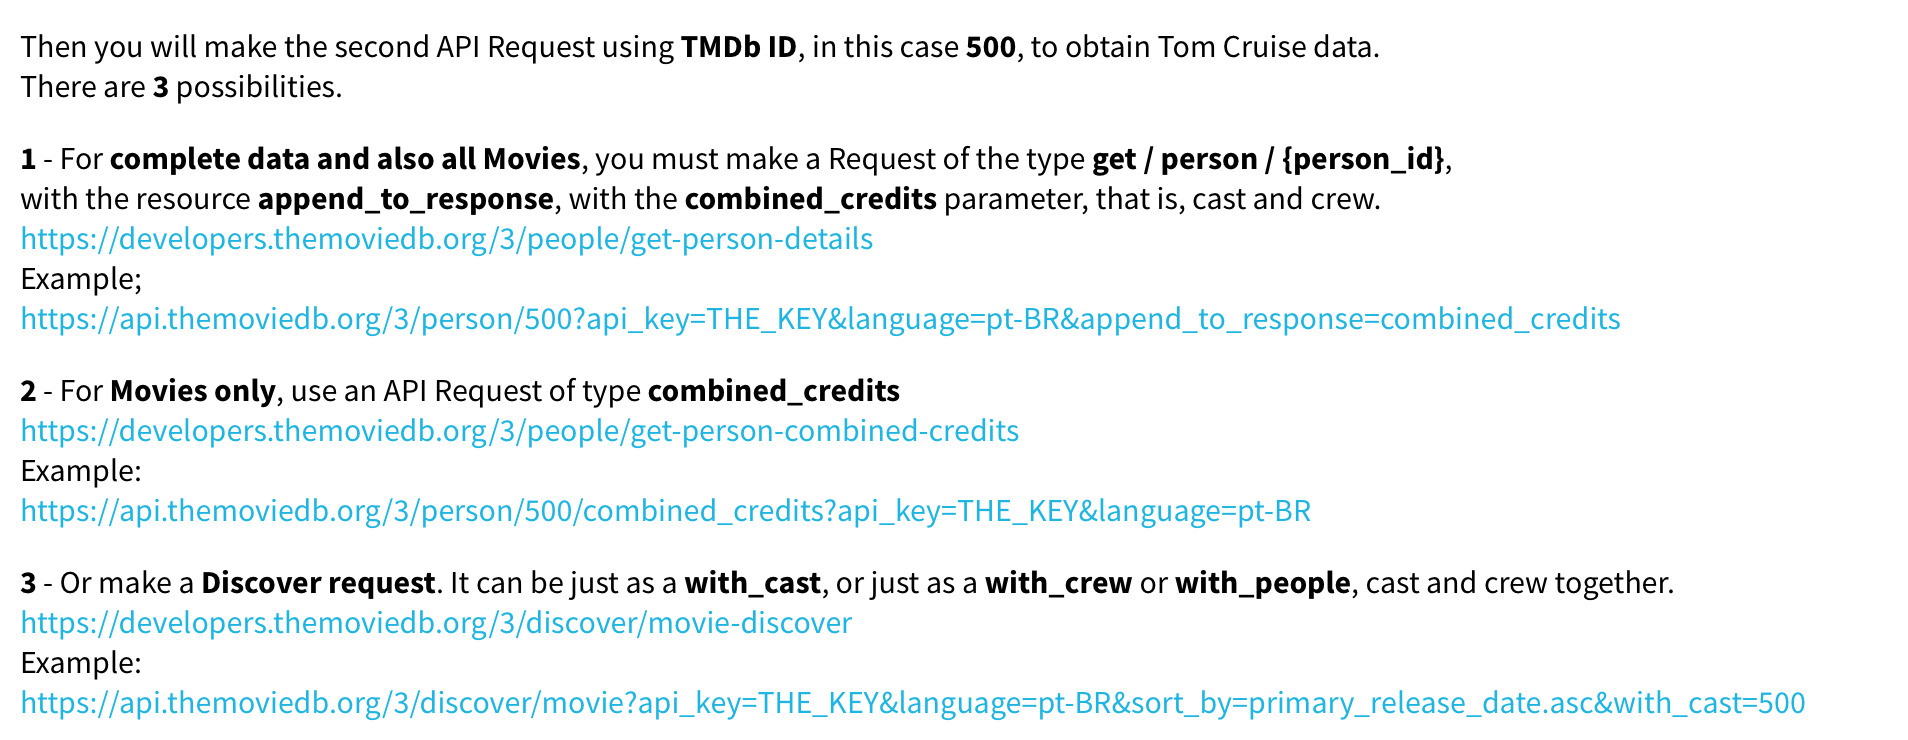 Then you will make the second API Request using TMDb ID, in this case 500, to obtain Tom Cruise data.
There are 3 possibilities.
1 - For complete data and also all Movies, you must make a Request of the type get / person / {person_id},
with the resource append_to_response, with the combined_credits parameter, that is, cast and crew.
https://developers.themoviedb.org/3/people/get-person-details
Example;
https://api.themoviedb.org/3/person/500?api_key=THE_KEY&language=pt-BR&append_to_response=combined_credits
2 - For Movies only, use an API Request of type combined_credits
https://developers.themoviedb.org/3/people/get-person-combined-credits
Example:
https://api.themoviedb.org/3/person/500/combined_credits?api_key=THE_KEY&language=pt-BR
3 - Or make a Discover request. It can be just as a with_cast, or just as a with_crew or with_people, cast and crew together.
https://developers.themoviedb.org/3/discover/movie-discover
Example:
https://api.themoviedb.org/3/discover/movie?api_key=THE_KEY&language=pt-BR&sort_by=primary_release_date.asc&with_cast=500